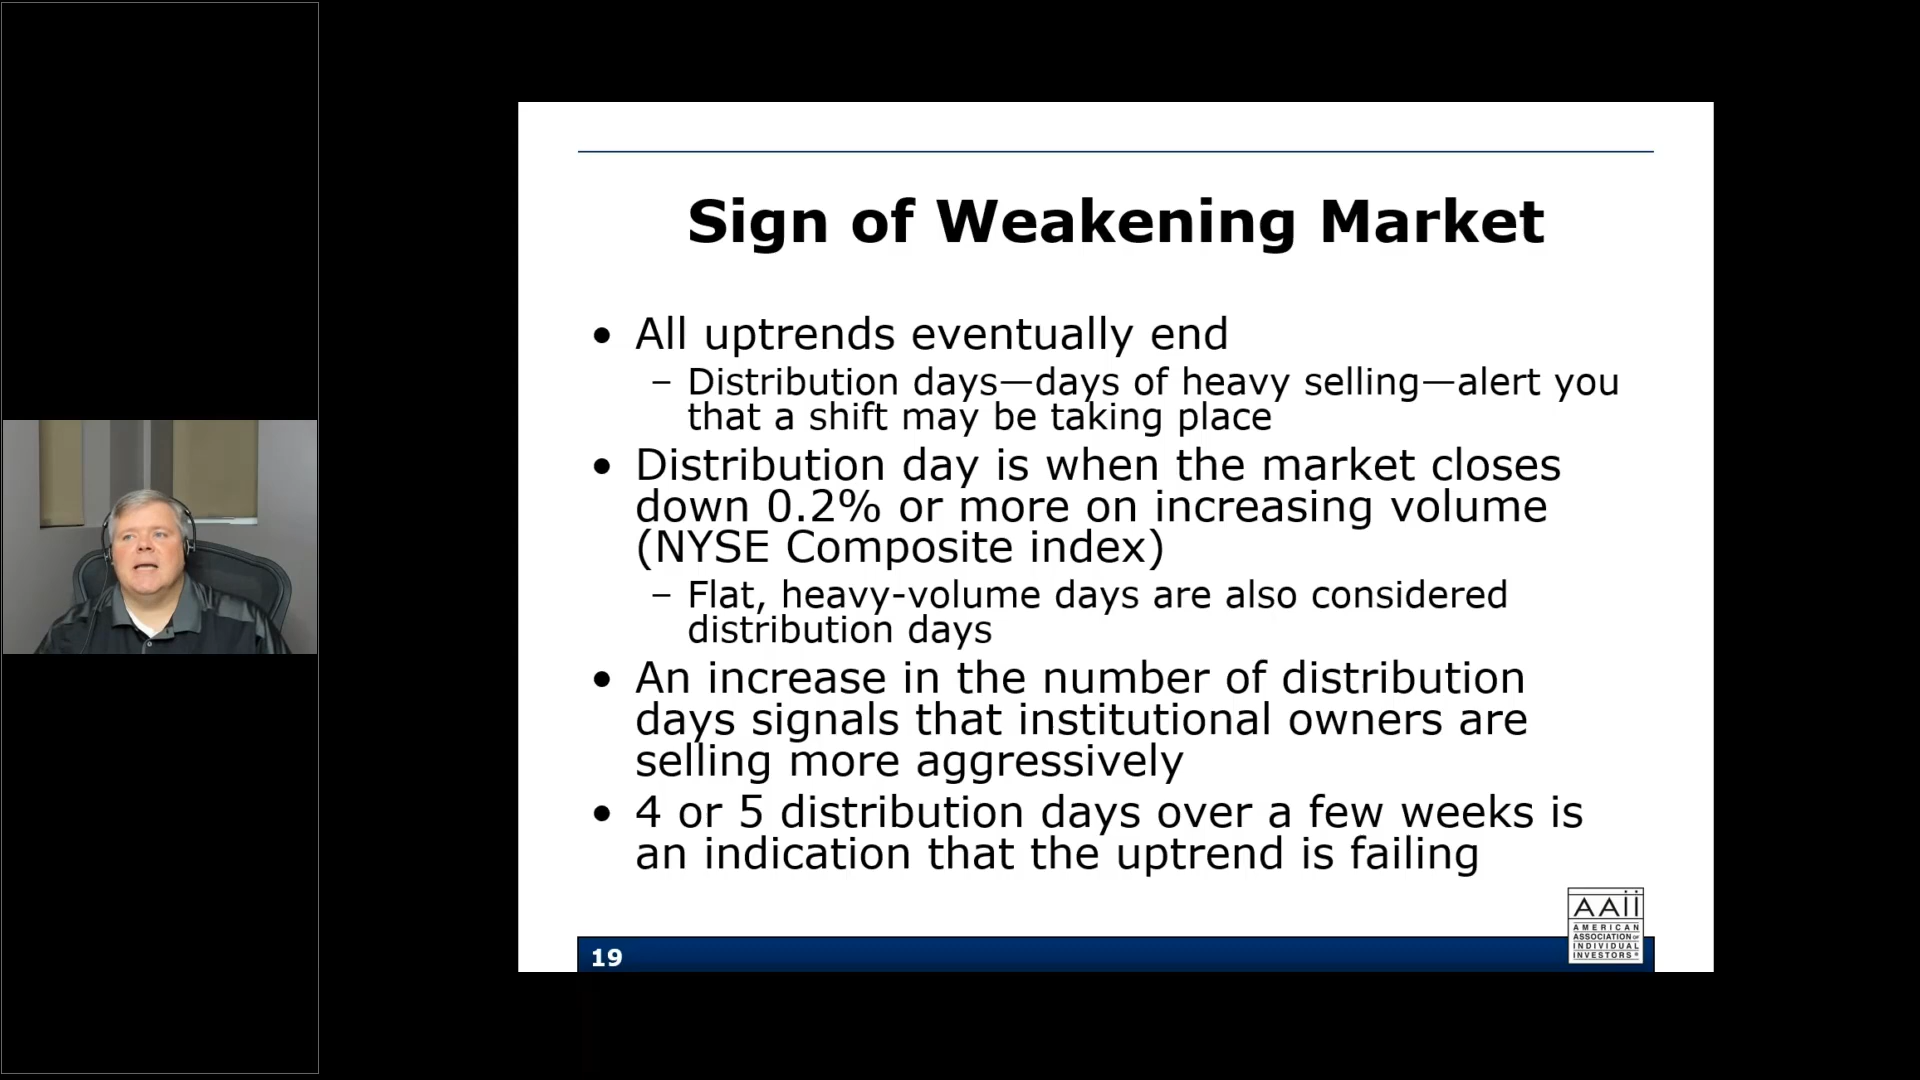 Sign of Weakening Market
• All uptrends eventually end
– Distribution days—days of heavy selling—alert you
that a shift may be taking place
• Distribution day is when the market closes
down 0.2% or more on increasing volume
(NYSE Composite index)
– Flat, heavy-volume days are also considered
distribution days
• An increase in the number of distribution
days signals that institutional owners are
selling more aggressively
• 4 or 5 distribution days over a few weeks is
an indication that the uptrend is failing
19
AAii
AMERICAN
ASSOCIATION OF
INDIVIDUAL
INVESTORS®